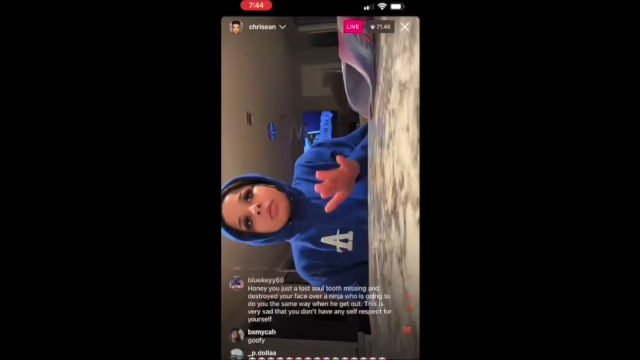 7:44
chrisean
LIVE
71.4K
A
bluekeyy60
Honey you just a lost soul tooth missing and
destroyed your face over a ninja who is going to
do you the same way when he get out. This is
very sad that you don't have any self respect for
yourself
bxmycah
goofy
_p.dollaa